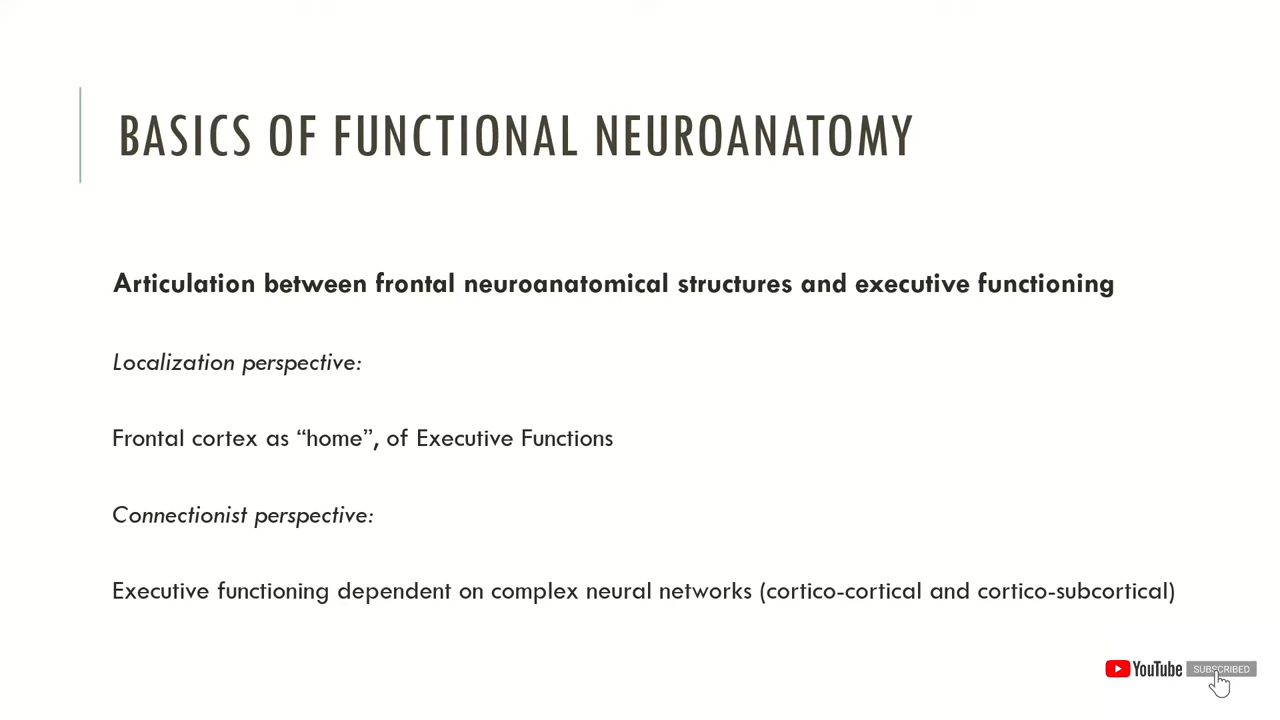 BASICS OF FUNCTIONAL NEUROANATOMY
Articulation between frontal neuroanatomical structures and executive functioning
Localization perspective:
Frontal cortex as “home”, of Executive Functions
Connectionist perspective:
Executive functioning dependent on complex neural networks (cortico-cortical and cortico-subcortical)
YouTube SUBSCRIBED